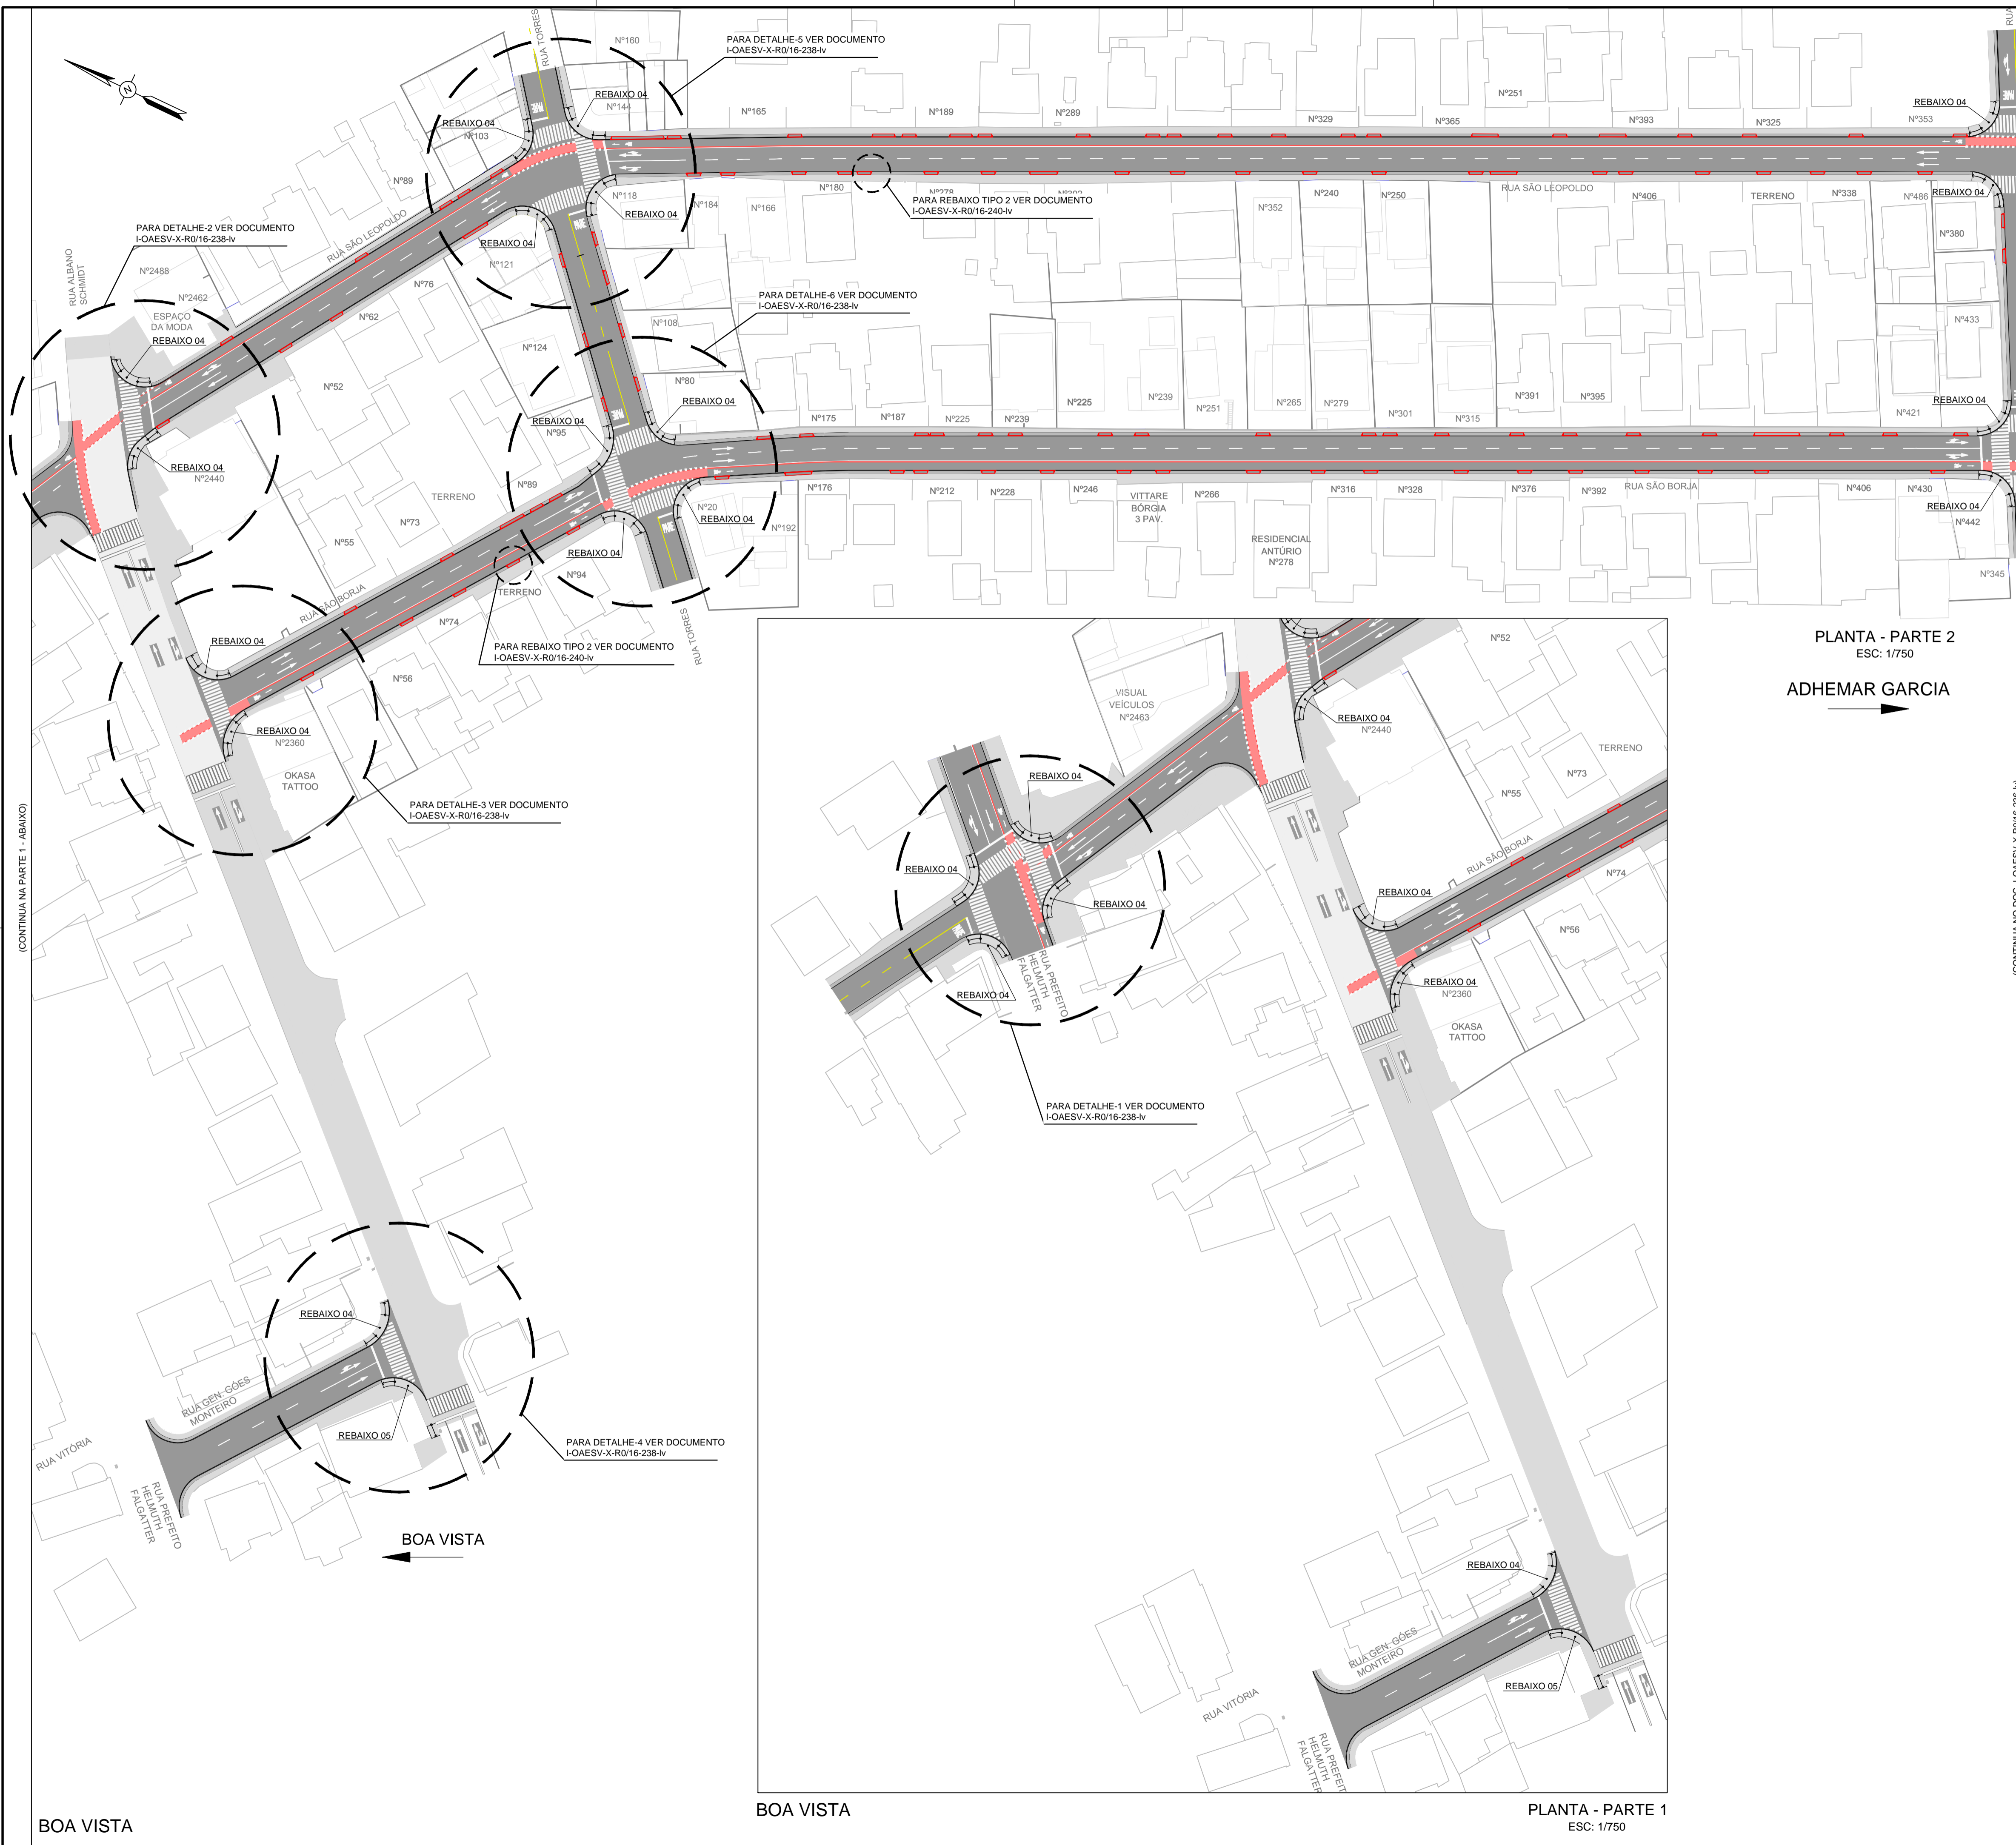 RUA TORRES
Nº160
PARA DETALHE-5 VER DOCUMENTO
I-OAESV-X-R0/16-238-lv
RUA
N
REBAIXO 04
Nº144
REBAIXO 04
Nº103
Nº165
Nº189
Nº289
Nº329
Nº365
Nº251
Nº393
Nº325
REBAIXO 04
Nº353
PARE
Nº89
Nº118
REBAIXO 04
Nº184
Nº166
Nº180
Nº278
PARA REBAIXO TIPO 2 VER DOCUMENTO
I-OAESV-X-R0/16-240-lv
Nº352
Nº240
Nº250
RUA SÃO LEOPOLDO
Nº406
TERRENO
Nº338
Nº486
REBAIXO 04
Nº380
PARA DETALHE-2 VER DOCUMENTO
I-OAESV-X-R0/16-238-lv
RUA SÃO LEOPOLDO
REBAIXO 04
Nº121
PARE
RUA ALBANO
SCHMIDT
Nº2488
Nº2462
ESPAÇO
DA MODA
REBAIXO 04
Nº76
Nº62
Nº52
PARA DETALHE-6 VER DOCUMENTO
I-OAESV-X-R0/16-238-lv
Nº108
Nº124
Nº80
REBAIXO 04
REBAIXO 04
Nº95
Nº175
Nº187
Nº225
Nº239
Nº225
Nº239
Nº251
Nº265
Nº279
Nº301
Nº315
Nº391
Nº395
Nº433
REBAIXO 04
Nº421
PARE
REBAIXO 04
Nº2440
TERRENO
Nº89
Nº73
Nº55
Nº20
REBAIXO 04
Nº192
PARE
REBAIXO 04
Nº94
TERRENO
Nº176
Nº212
Nº228
Nº246
VITTARE
BÓRGIA
3 PAV.
Nº266
RESIDENCIAL
ANTÚRIO
Nº278
Nº316
Nº328
Nº376
Nº392
RUA SÃO BORJA
Nº406
Nº430
REBAIXO 04
Nº442
Nº345
RUA SÃO BORJA
Nº74
RUA TORRES
REBAIXO 04
PARA REBAIXO TIPO 2 VER DOCUMENTO
I-OAESV-X-R0/16-240-lv
Nº56
REBAIXO 04
Nº2360
OKASA
TATTOO
PARA DETALHE-3 VER DOCUMENTO
I-OAESV-X-R0/16-238-lv
PLANTA - PARTE 2
ESC: 1/750
ADHEMAR GARCIA
(CONTINUA NA PARTE 1 - ABAIXO)
REBAIXO 04
RUA GEN. GÓES
MONTEIRO
REBAIXO 05
RUA VITÓRIA
RUA PREFEITO
HELMUTH
FALGATTER
PARA DETALHE-4 VER DOCUMENTO
I-OAESV-X-R0/16-238-lv
BOA VISTA
BOA VISTA
Nº52
VISUAL
VEÍCULOS
Nº2463
REBAIXO 04
Nº2440
TERRENO
Nº73
Nº55
REBAIXO 04
REBAIXO 04
REBAIXO 04
PARE
REBAIXO 04
RUA PREFEITO
HELMUTH
FALGATTER
RUA SÃO BORJA
Nº74
REBAIXO 04
Nº56
REBAIXO 04
Nº2360
OKASA
TATTOO
PARA DETALHE-1 VER DOCUMENTO
I-OAESV-X-R0/16-238-lv
REBAIXO 04
RUA GEN. GÓES
MONTEIRO
REBAIXO 05
RUA VITÓRIA
RUA PREFEIT
HELMUTH
FALGATTER
BOA VISTA
PLANTA - PARTE 1
ESC: 1/750